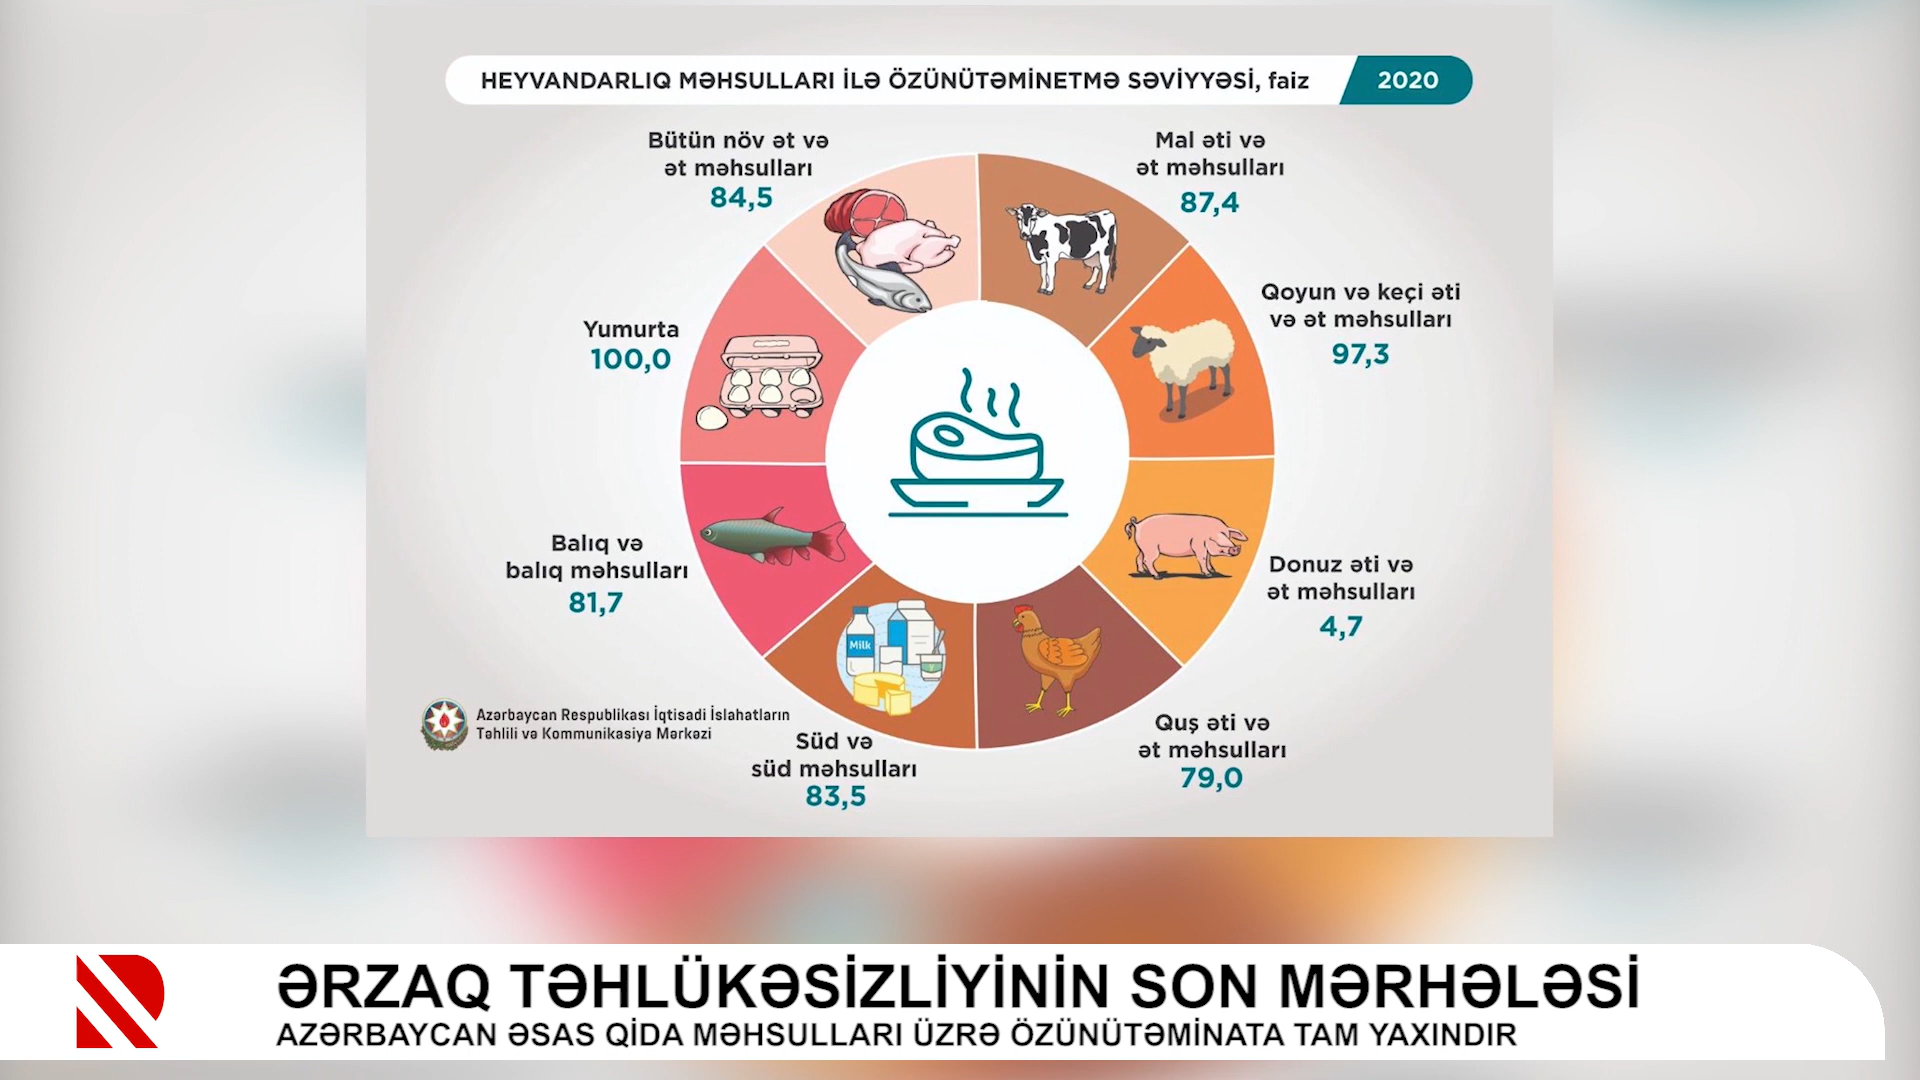 HEYVANDARLIQ MƏHSULLARI İLƏ ÖZÜNÜTƏMİNETMƏ SƏVİYYƏSİ, faiz
2020
Bütün növ ət və
ət məhsulları
84,5
Mal əti və
ət məhsulları
87,4
Qoyun və keçi əti
və ət məhsulları
97,3
Yumurta
100,0
Balıq və
balıq məhsulları
81,7
Donuz əti və
ət məhsulları
4,7
Milk
Azərbaycan Respublikası İqtisadi İslahatların
Təhlili və Kommunikasiya Mərkəzi
Süd və
süd məhsulları
83,5
Quş əti və
ət məhsulları
79,0
ƏRZAQ TƏHLÜKƏSİZLİYİNİN SON MƏRHƏLƏSİ
AZƏRBAYCAN ƏSAS QİDA MƏHSULLARI ÜZRƏ ÖZÜNÜTƏMİNATA TAM YAXINDIR